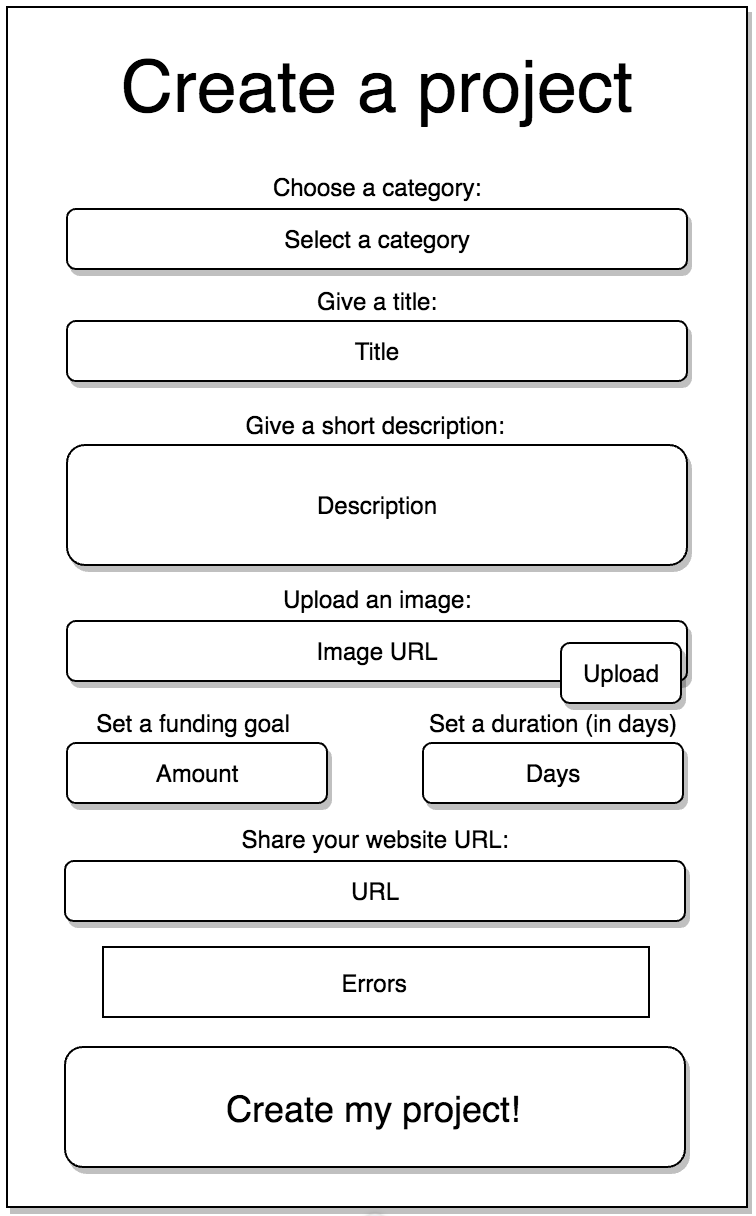 Create a project
Choose a category:
Select a category
Give a title:
Title
Give a short description:
Description
Upload an image:
Image URL
Upload
Set a funding goal
Set a duration (in days)
Amount
Days
Share your website URL:
URL
Errors
Create my project!